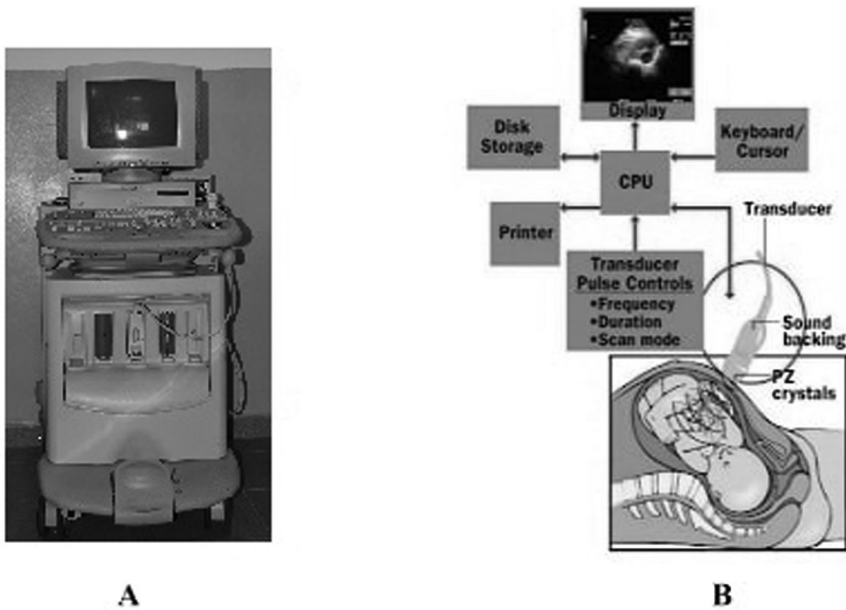 Display
Disk
Storage
Keyboard/
Cursor
CPU
Transducer
Printer
Transducer
Pulse Controls
•Frequency
•Duration
•Scan mode
Sound
backing
PZ
crystals
A
B